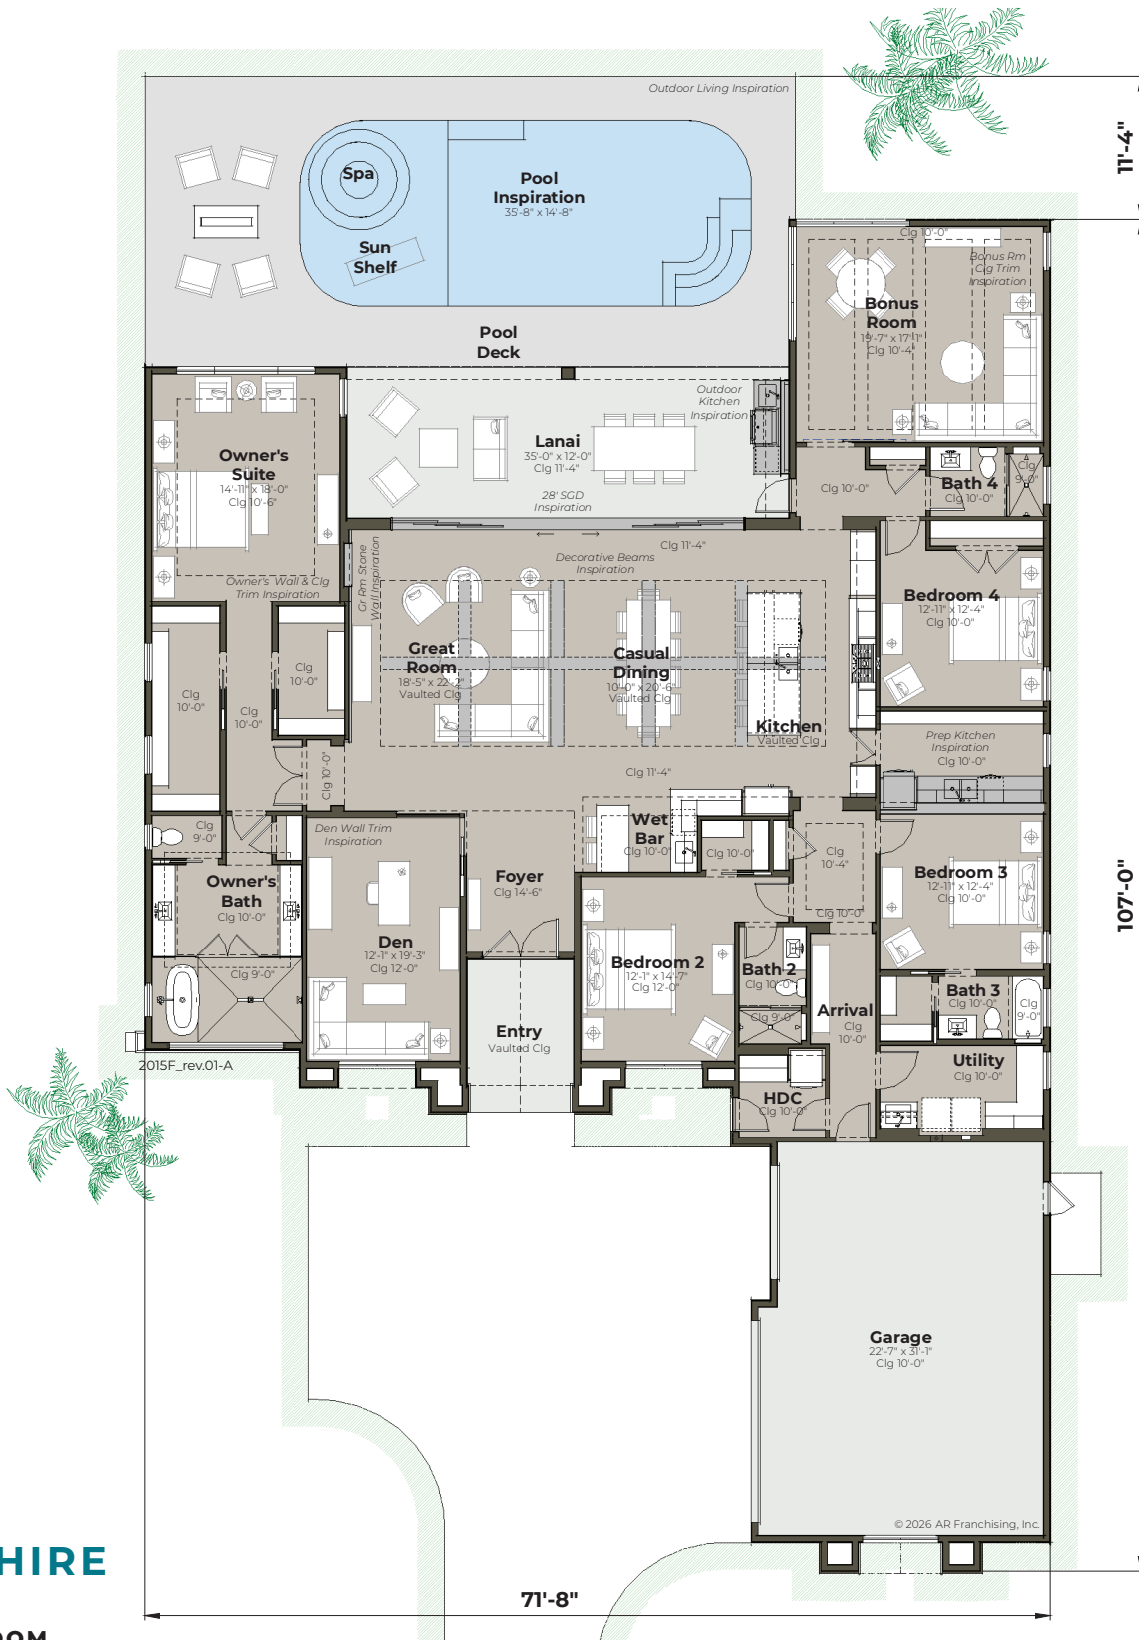 Outdoor Living Inspiration
11'-4"
Spa
Pool
Inspiration
35'-8" x 14'-8"
Sun
Shelf
Pool
Deck
Clg 10'-0"
Bonus Rm
Clg Trim
Inspiration
Bonus
Room
19'-7" x 17'-1"
Clg 10'-4"
Outdoor
Kitchen
Inspiration
Lanai
35'-0" x 12'-0"
Clg 11'-4"
28' SGD
Inspiration
Owner's
Suite
14'-11" x 18'-0"
Clg 10'-6"
Owner's Wall & Clg
Trim Inspiration
Clg 10'-0"
Bath 4
Clg 10'-0"
Clg
9'-0"
Gr Rm Stone
Wall Inspiration
Decorative Beams
Inspiration
Clg 11'-4"
Bedroom 4
12'-11" x 12'-4"
Clg 10'-0"
Great
Room
18'-5" x 22'-2"
Vaulted Clg
Casual
Dining
10'-0" x 20'-6"
Vaulted Clg
Kitchen
Vaulted Clg
Clg
10'-0"
Clg
10'-0"
Clg
10'-0"
Clg 10'-0"
Clg 11'-4"
Prep Kitchen
Inspiration
Clg 10'-0"
Wet
Bar
Clg 10'-0"
Clg 10'-0"
Clg
10'-4"
Clg 10'-0"
Clg
9'-0"
Owner's
Bath
Clg 10'-0"
Clg 9'-0"
Den Wall Trim
Inspiration
Den
12'-1" x 19'-3"
Clg 12'-0"
Foyer
Clg 14'-6"
Entry
Vaulted Clg
Bedroom 2
12'-1" x 14'-7"
Clg 12'-0"
Bath 2
Clg 10'-0"
Clg 9'-0"
Bedroom 3
12'-11" x 12'-4"
Clg 10'-0"
Bath 3
Clg 10'-0"
Clg
9'-0"
Arrival
Clg
10'-0"
Utility
Clg 10'-0"
HDC
Clg 10'-0"
107'-0"
2015F_rev.01-A
Garage
22'-7" x 31'-1"
Clg 10'-0"
© 2026 AR Franchising, Inc.
HIRE
71'-8"